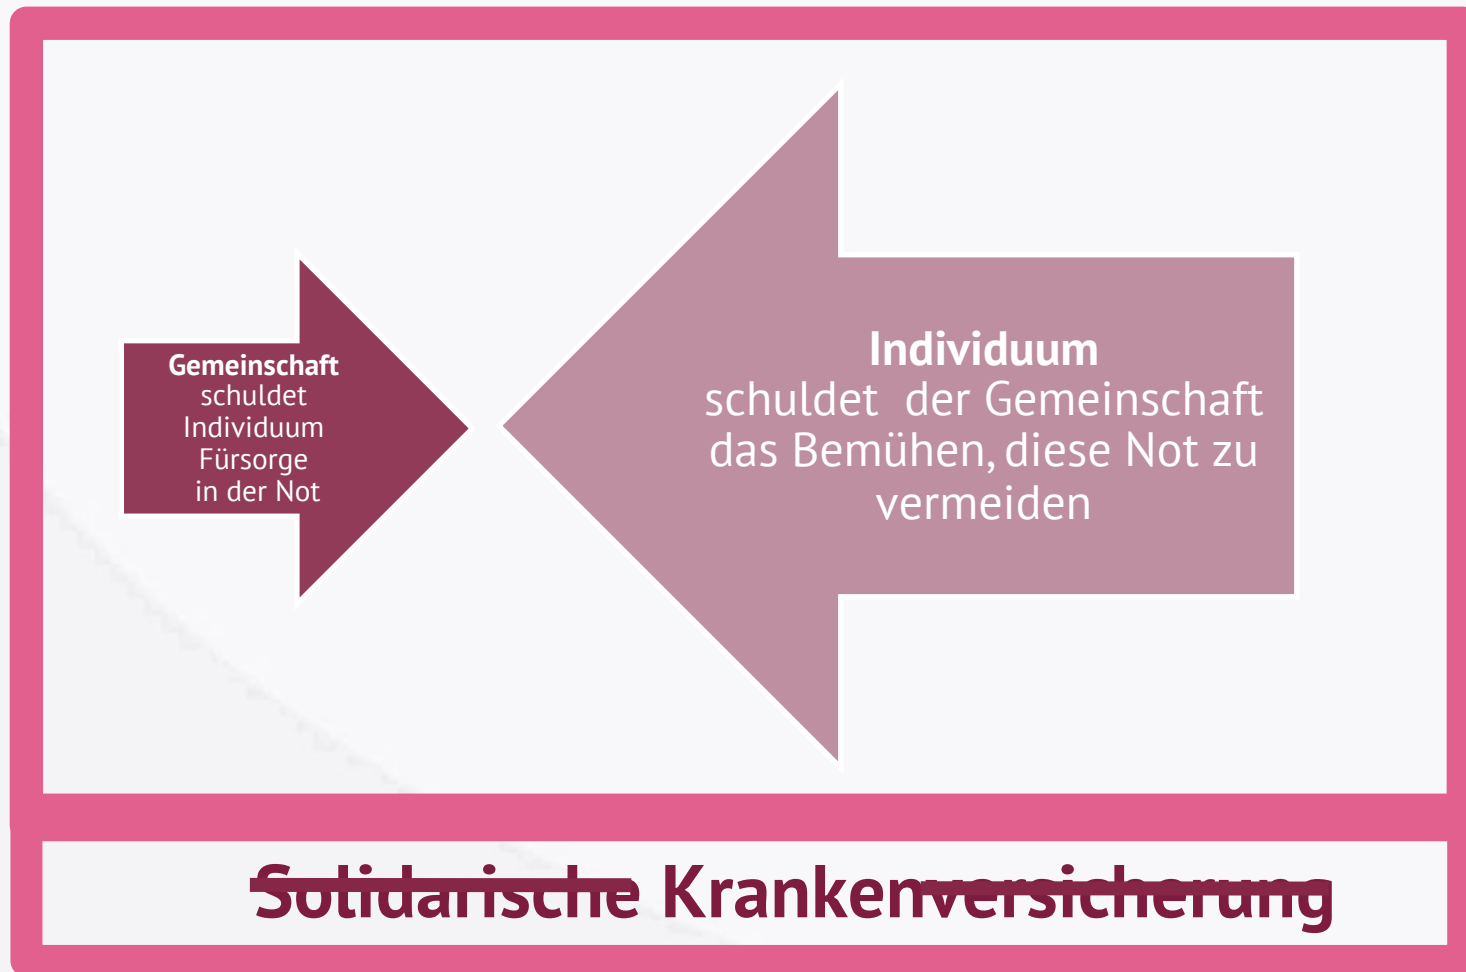 Gemeinschaft
schuldet
Individuum
Fürsorge
in der Not
Individuum
schuldet  der Gemeinschaft
das Bemühen, diese Not zu
vermeiden
Solidarische Krankenversicherung